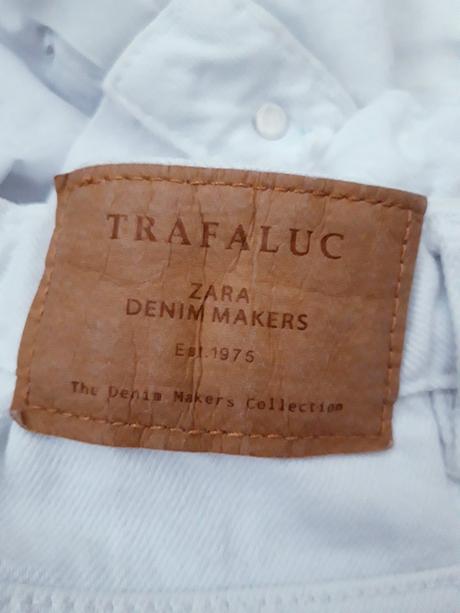 TRAFALUC
ZARA
DENIM MAKERS
Est.1975
The Denim Makers Collection